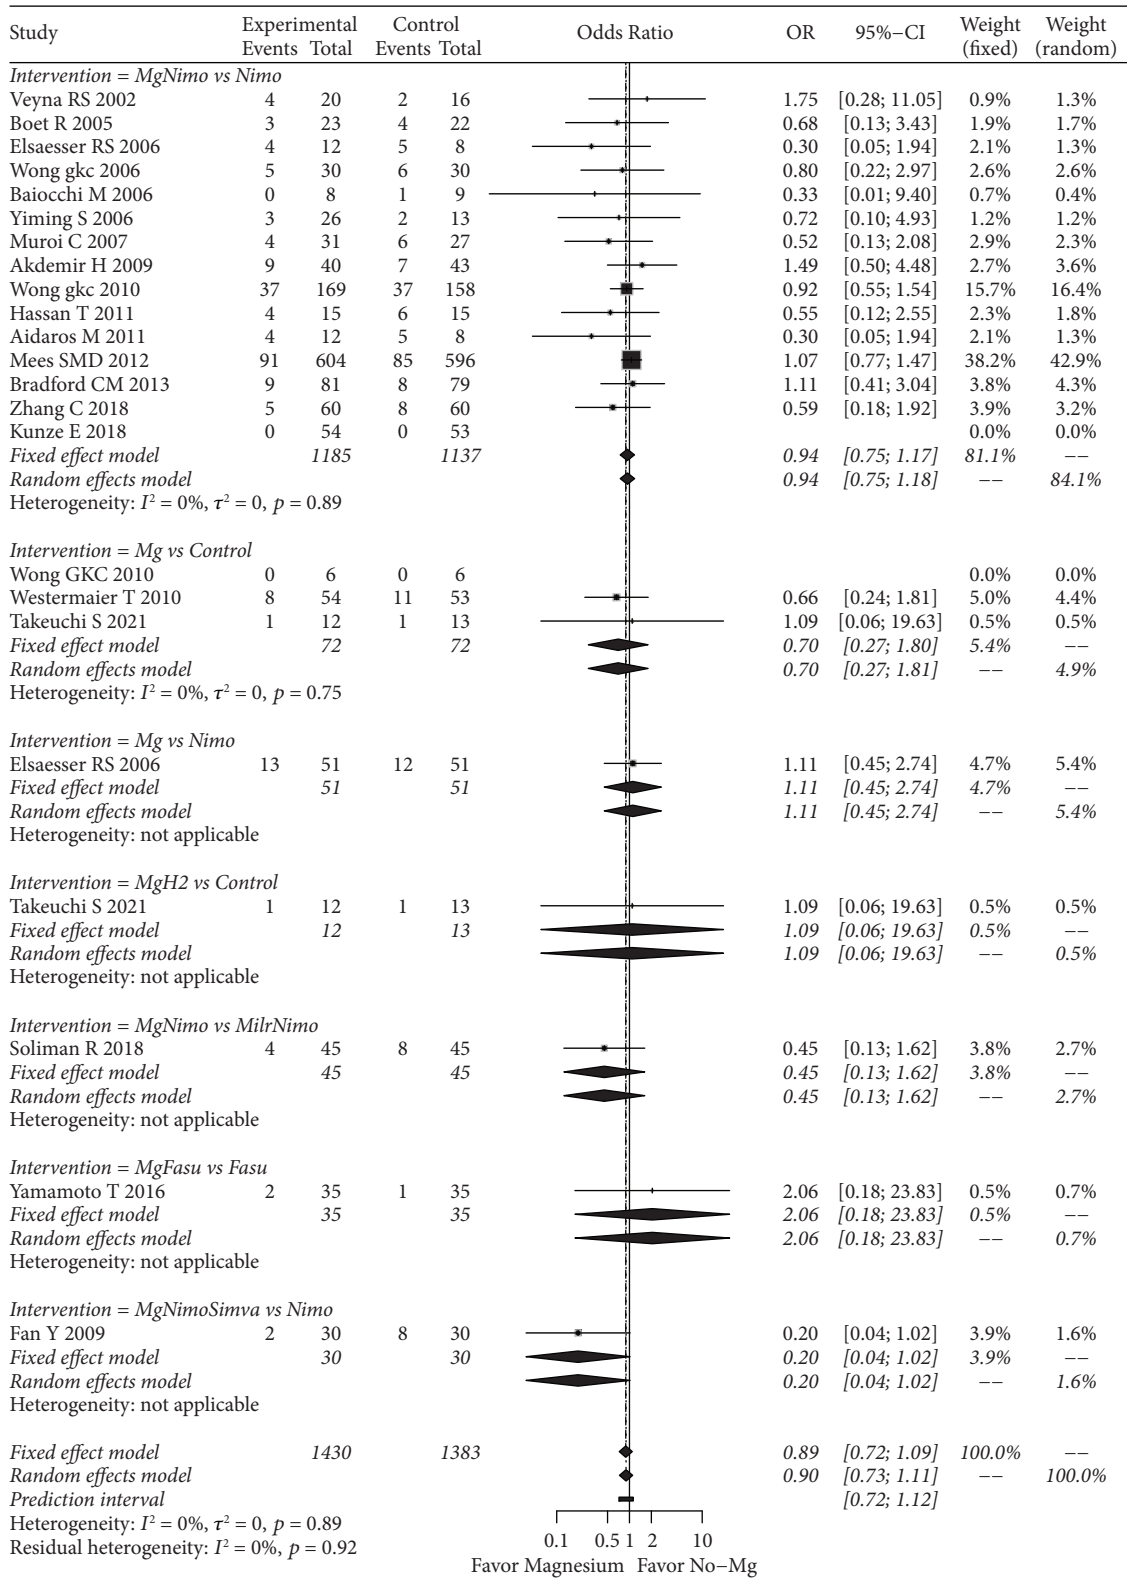 Study Experimental Control Odds Ratio OR 95%−CI Weight Weight
Events Total Events Total (fixed) (random)
Intervention = MgNimo vs Nimo
Veyna RS 2002 4 20 2 16 1.75 [0.28; 11.05] 0.9% 1.3%
Boet R 2005 3 23 4 22 0.68 [0.13; 3.43] 1.9% 1.7%
Elsaesser RS 2006 4 12 5 8 0.30 [0.05; 1.94] 2.1% 1.3%
Wong gkc 2006 5 30 6 30 0.80 [0.22; 2.97] 2.6% 2.6%
Baiocchi M 2006 0 8 1 9 0.33 [0.01; 9.40] 0.7% 0.4%
Yiming S 2006 3 26 2 13 0.72 [0.10; 4.93] 1.2% 1.2%
Muroi C 2007 4 31 6 27 0.52 [0.13; 2.08] 2.9% 2.3%
Akdemir H 2009 9 40 7 43 1.49 [0.50; 4.48] 2.7% 3.6%
Wong gkc 2010 37 169 37 158 0.92 [0.55; 1.54] 15.7% 16.4%
Hassan T 2011 4 15 6 15 0.55 [0.12; 2.55] 2.3% 1.8%
Aidaros M 2011 4 12 5 8 0.30 [0.05; 1.94] 2.1% 1.3%
Mees SMD 2012 91 604 85 596 1.07 [0.77; 1.47] 38.2% 42.9%
Bradford CM 2013 9 81 8 79 1.11 [0.41; 3.04] 3.8% 4.3%
Zhang C 2018 5 60 8 60 0.59 [0.18; 1.92] 3.9% 3.2%
Kunze E 2018 0 54 0 53 0.0% 0.0%
Fixed effect model 1185 1137 0.94 [0.75; 1.17] 81.1% −−
Random effects model 0.94 [0.75; 1.18] −− 84.1%
Heterogeneity: I² = 0%, τ² = 0, p = 0.89
Intervention = Mg vs Control
Wong GKC 2010 0 6 0 6 0.0% 0.0%
Westermaier T 2010 8 54 11 53 0.66 [0.24; 1.81] 5.0% 4.4%
Takeuchi S 2021 1 12 1 13 1.09 [0.06; 19.63] 0.5% 0.5%
Fixed effect model 72 72 0.70 [0.27; 1.80] 5.4% −−
Random effects model 0.70 [0.27; 1.81] −− 4.9%
Heterogeneity: I² = 0%, τ² = 0, p = 0.75
Intervention = Mg vs Nimo
Elsaesser RS 2006 13 51 12 51 1.11 [0.45; 2.74] 4.7% 5.4%
Fixed effect model 51 51 1.11 [0.45; 2.74] 4.7% −−
Random effects model 1.11 [0.45; 2.74] −− 5.4%
Heterogeneity: not applicable
Intervention = MgH2 vs Control
Takeuchi S 2021 1 12 1 13 1.09 [0.06; 19.63] 0.5% 0.5%
Fixed effect model 12 13 1.09 [0.06; 19.63] 0.5% −−
Random effects model 1.09 [0.06; 19.63] −− 0.5%
Heterogeneity: not applicable
Intervention = MgNimo vs MilrNimo
Soliman R 2018 4 45 8 45 0.45 [0.13; 1.62] 3.8% 2.7%
Fixed effect model 45 45 0.45 [0.13; 1.62] 3.8% −−
Random effects model 0.45 [0.13; 1.62] −− 2.7%
Heterogeneity: not applicable
Intervention = MgFasu vs Fasu
Yamamoto T 2016 2 35 1 35 2.06 [0.18; 23.83] 0.5% 0.7%
Fixed effect model 35 35 2.06 [0.18; 23.83] 0.5% −−
Random effects model 2.06 [0.18; 23.83] −− 0.7%
Heterogeneity: not applicable
Intervention = MgNimoSimva vs Nimo
Fan Y 2009 2 30 8 30 0.20 [0.04; 1.02] 3.9% 1.6%
Fixed effect model 30 30 0.20 [0.04; 1.02] 3.9% −−
Random effects model 0.20 [0.04; 1.02] −− 1.6%
Heterogeneity: not applicable
Fixed effect model 1430 1383 0.89 [0.72; 1.09] 100.0% −−
Random effects model 0.90 [0.73; 1.11] −− 100.0%
Prediction interval [0.72; 1.12]
Heterogeneity: I² = 0%, τ² = 0, p = 0.89
Residual heterogeneity: I² = 0%, p = 0.92
0.1 0.5 1 2 10
Favor Magnesium Favor No−Mg